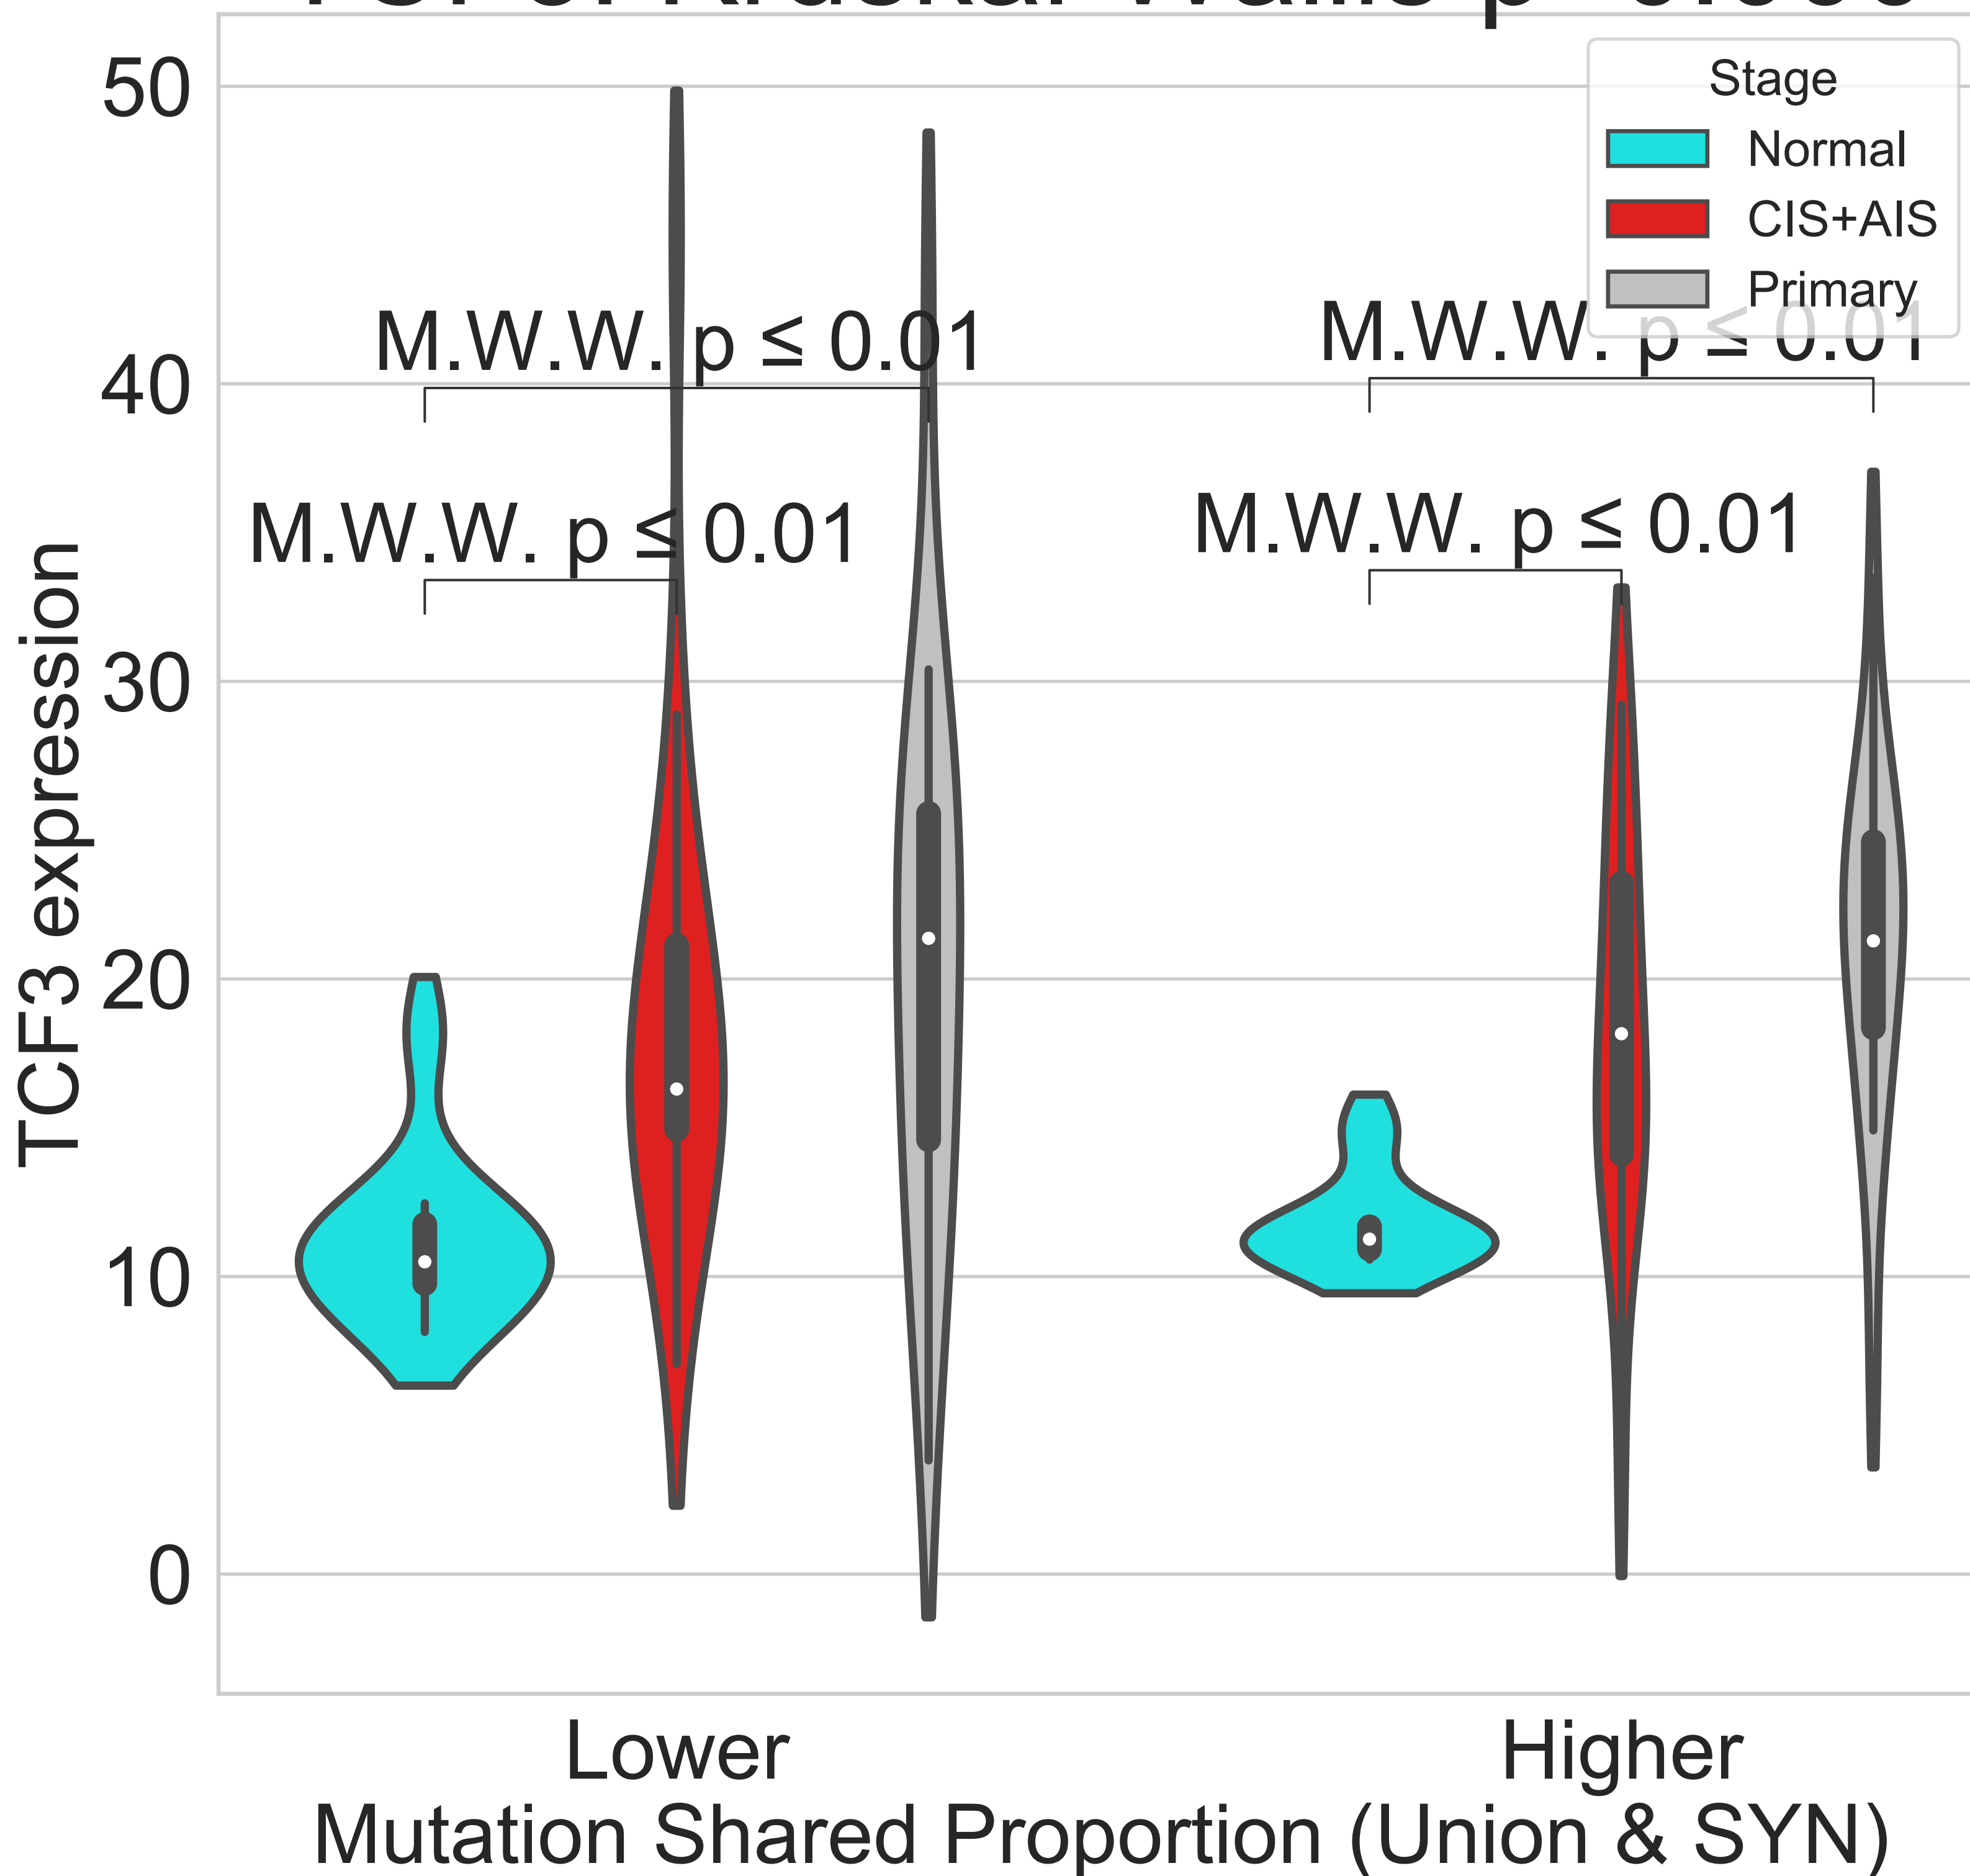 50
40
30
20
10
0
TCF3 expression
Stage
Normal
CIS+AIS
Primary
M.W.W. p ≤ 0.01
M.W.W. p ≤ 0.01
M.W.W. p ≤ 0.01
M.W.W. p ≤ 0.01
Lower
Higher
Mutation Shared Proportion (Union & SYN)